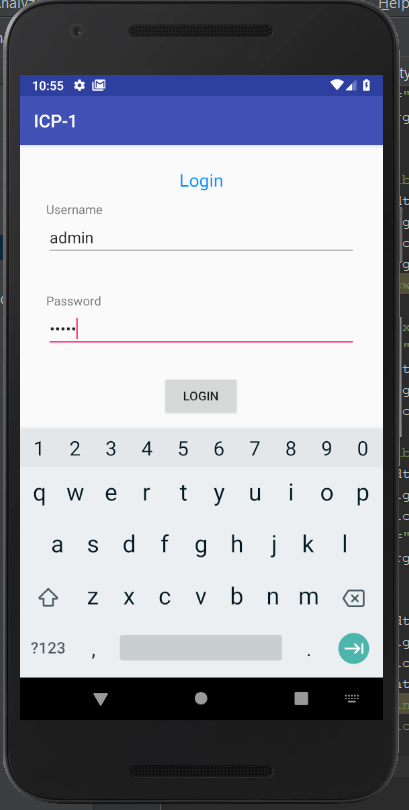 Help
10:55
ICP-1
Login
Username
admin
Password
•••••
LOGIN
1 2 3 4 5 6 7 8 9 0
q w e r t y u i o p
a s d f g h j k l
z x c v b n m
?123 , .